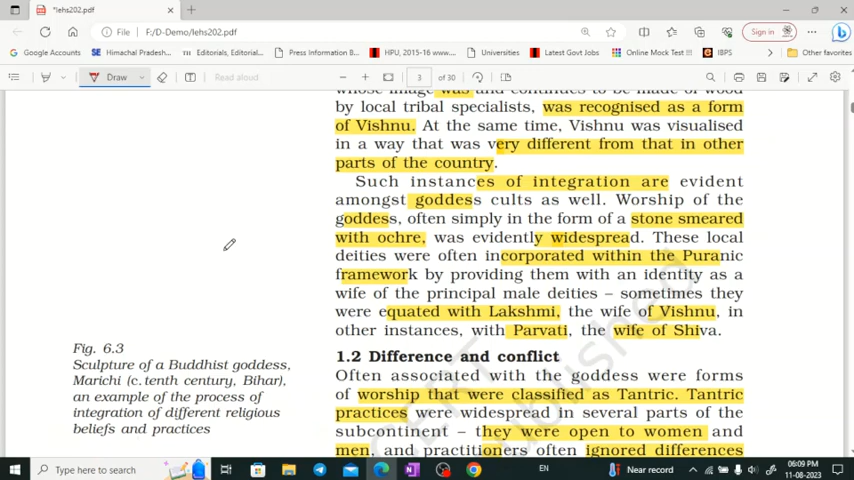 *lehs202.pdf
File F:/D-Demo/lehs202.pdf
Sign in
Google Accounts SE Himachal Pradesh... Editorials, Editorial... Press Information B... HPU, 2015-16 www.... Universities Latest Govt Jobs Online Mock Test !!... IBPS Other favorites
Draw Read aloud 3 of 30
whose image was and continues to be made of wood
by local tribal specialists, was recognised as a form
of Vishnu. At the same time, Vishnu was visualised
in a way that was very different from that in other
parts of the country.
Such instances of integration are evident
amongst goddess cults as well. Worship of the
goddess, often simply in the form of a stone smeared
with ochre, was evidently widespread. These local
deities were often incorporated within the Puranic
framework by providing them with an identity as a
wife of the principal male deities – sometimes they
were equated with Lakshmi, the wife of Vishnu, in
other instances, with Parvati, the wife of Shiva.
Fig. 6.3
Sculpture of a Buddhist goddess,
Marichi (c. tenth century, Bihar),
an example of the process of
integration of different religious
beliefs and practices
1.2 Difference and conflict
Often associated with the goddess were forms
of worship that were classified as Tantric. Tantric
practices were widespread in several parts of the
subcontinent – they were open to women and
men, and practitioners often ignored differences
Type here to search
Near record
EN
06:09 PM
11-08-2023